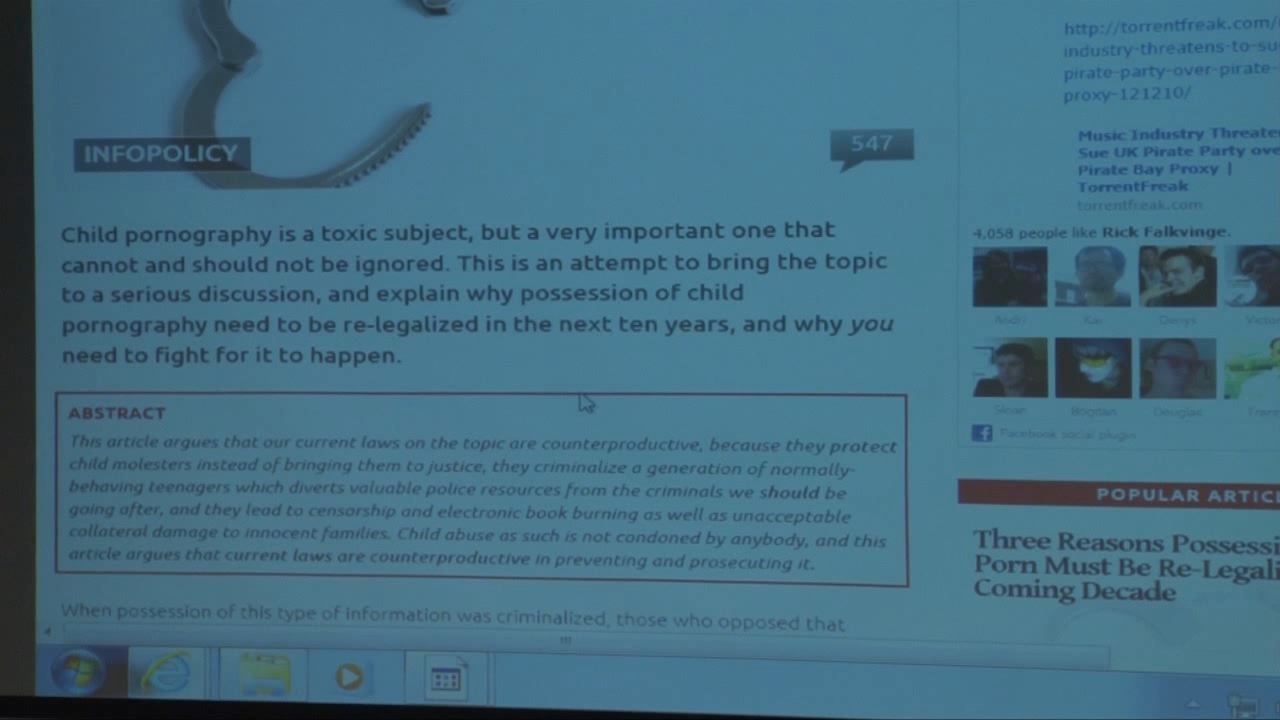 INFOPOLICY
547
Child pornography is a toxic subject, but a very important one that
cannot and should not be ignored. This is an attempt to bring the topic
to a serious discussion, and explain why possession of child
pornography need to be re-legalized in the next ten years, and why you
need to fight for it to happen.
ABSTRACT
This article argues that our current laws on the topic are counterproductive, because they protect
child molesters instead of bringing them to justice, they criminalize a generation of normally-
behaving teenagers which diverts valuable police resources from the criminals we should be
going after, and they lead to censorship and electronic book burning as well as unacceptable
collateral damage to innocent families. Child abuse as such is not condoned by anybody, and this
article argues that current laws are counterproductive in preventing and prosecuting it.
When possession of this type of information was criminalized, those who opposed that
http://torrentfreak.com/
industry-threatens-to-su
pirate-party-over-pirate-
proxy-121210/
Music Industry Threate
Sue UK Pirate Party ove
Pirate Bay Proxy |
TorrentFreak
torrentfreak.com
4,058 people like Rick Falkvinge.
Andri Kai Denys Victo
Sloan Bogdan Douglas
Facebook social plugin
POPULAR ARTICL
Three Reasons Possessi
Porn Must Be Re-Legali
Coming Decade